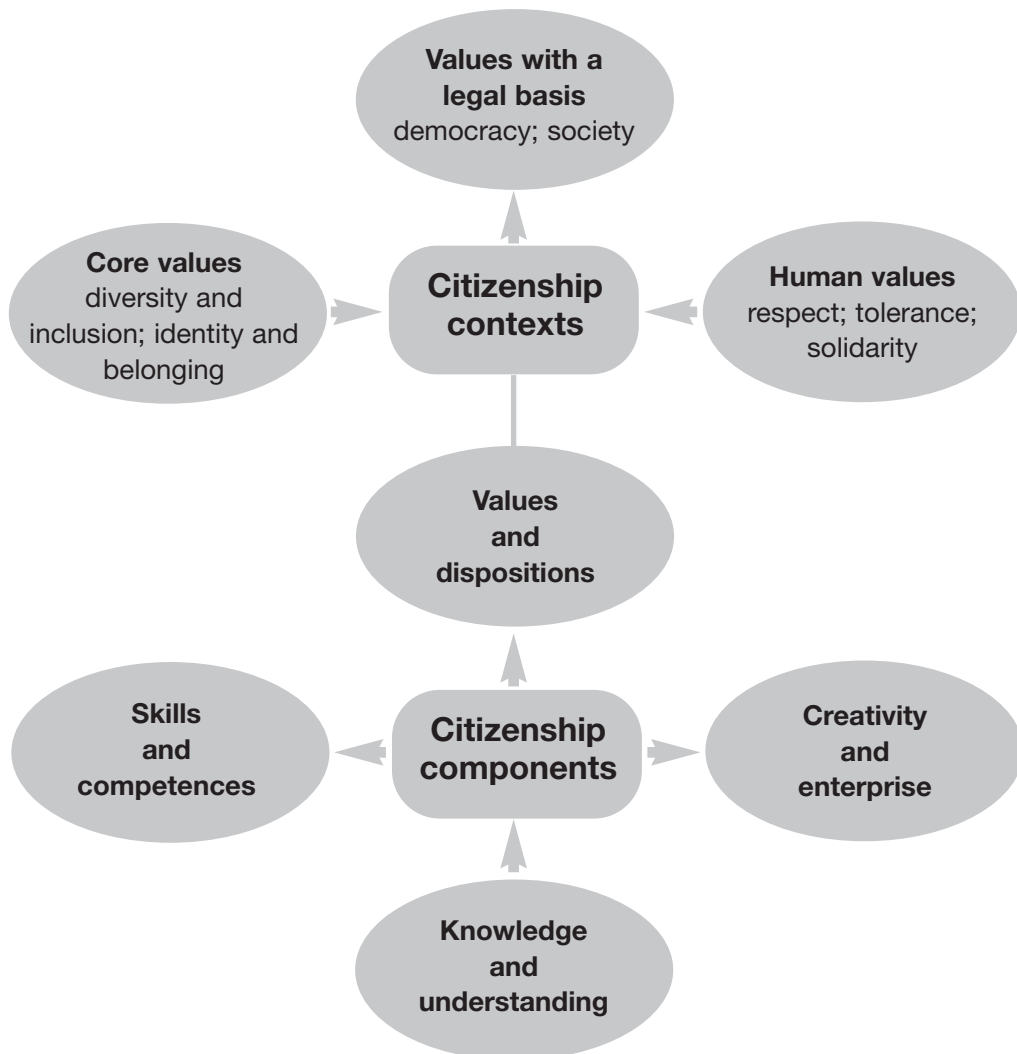 Values with a
legal basis
democracy; society
Core values
diversity and
inclusion; identity and
belonging
Citizenship
contexts
Human values
respect; tolerance;
solidarity
Values
and
dispositions
Skills
and
competences
Citizenship
components
Creativity
and
enterprise
Knowledge
and
understanding